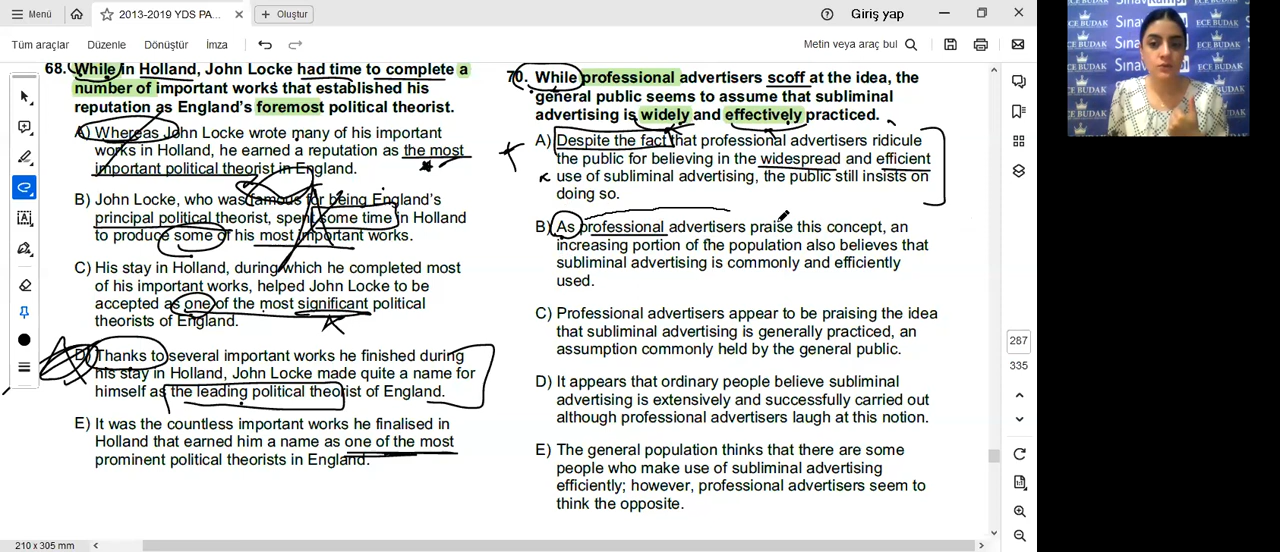 Menü
2013-2019 YDS PA...
Oluştur
Giriş yap
Tüm araçlar
Düzenle
Dönüştür
İmza
Metin veya araç bul
68. While in Holland, John Locke had time to complete a
number of important works that established his
reputation as England's foremost political theorist.
A) Whereas John Locke wrote many of his important
works in Holland, he earned a reputation as the most
important political theorist in England.
B) John Locke, who was famous for being England's
principal political theorist, spent some time in Holland
to produce some of his most important works.
C) His stay in Holland, during which he completed most
of his important works, helped John Locke to be
accepted as one of the most significant political
theorists of England.
D) Thanks to several important works he finished during
his stay in Holland, John Locke made quite a name for
himself as the leading political theorist of England.
E) It was the countless important works he finalised in
Holland that earned him a name as one of the most
prominent political theorists in England.
70. While professional advertisers scoff at the idea, the
general public seems to assume that subliminal
advertising is widely and effectively practiced.
A) Despite the fact that professional advertisers ridicule
the public for believing in the widespread and efficient
use of subliminal advertising, the public still insists on
doing so.
B) As professional advertisers praise this concept, an
increasing portion of the population also believes that
subliminal advertising is commonly and efficiently
used.
C) Professional advertisers appear to be praising the idea
that subliminal advertising is generally practiced, an
assumption commonly held by the general public.
D) It appears that ordinary people believe subliminal
advertising is extensively and successfully carried out
although professional advertisers laugh at this notion.
E) The general population thinks that there are some
people who make use of subliminal advertising
efficiently; however, professional advertisers seem to
think the opposite.
287
335
210 x 305 mm
ECE BUDAK
ECE BUDAK
ECE BUDAK
ECE BUDAK